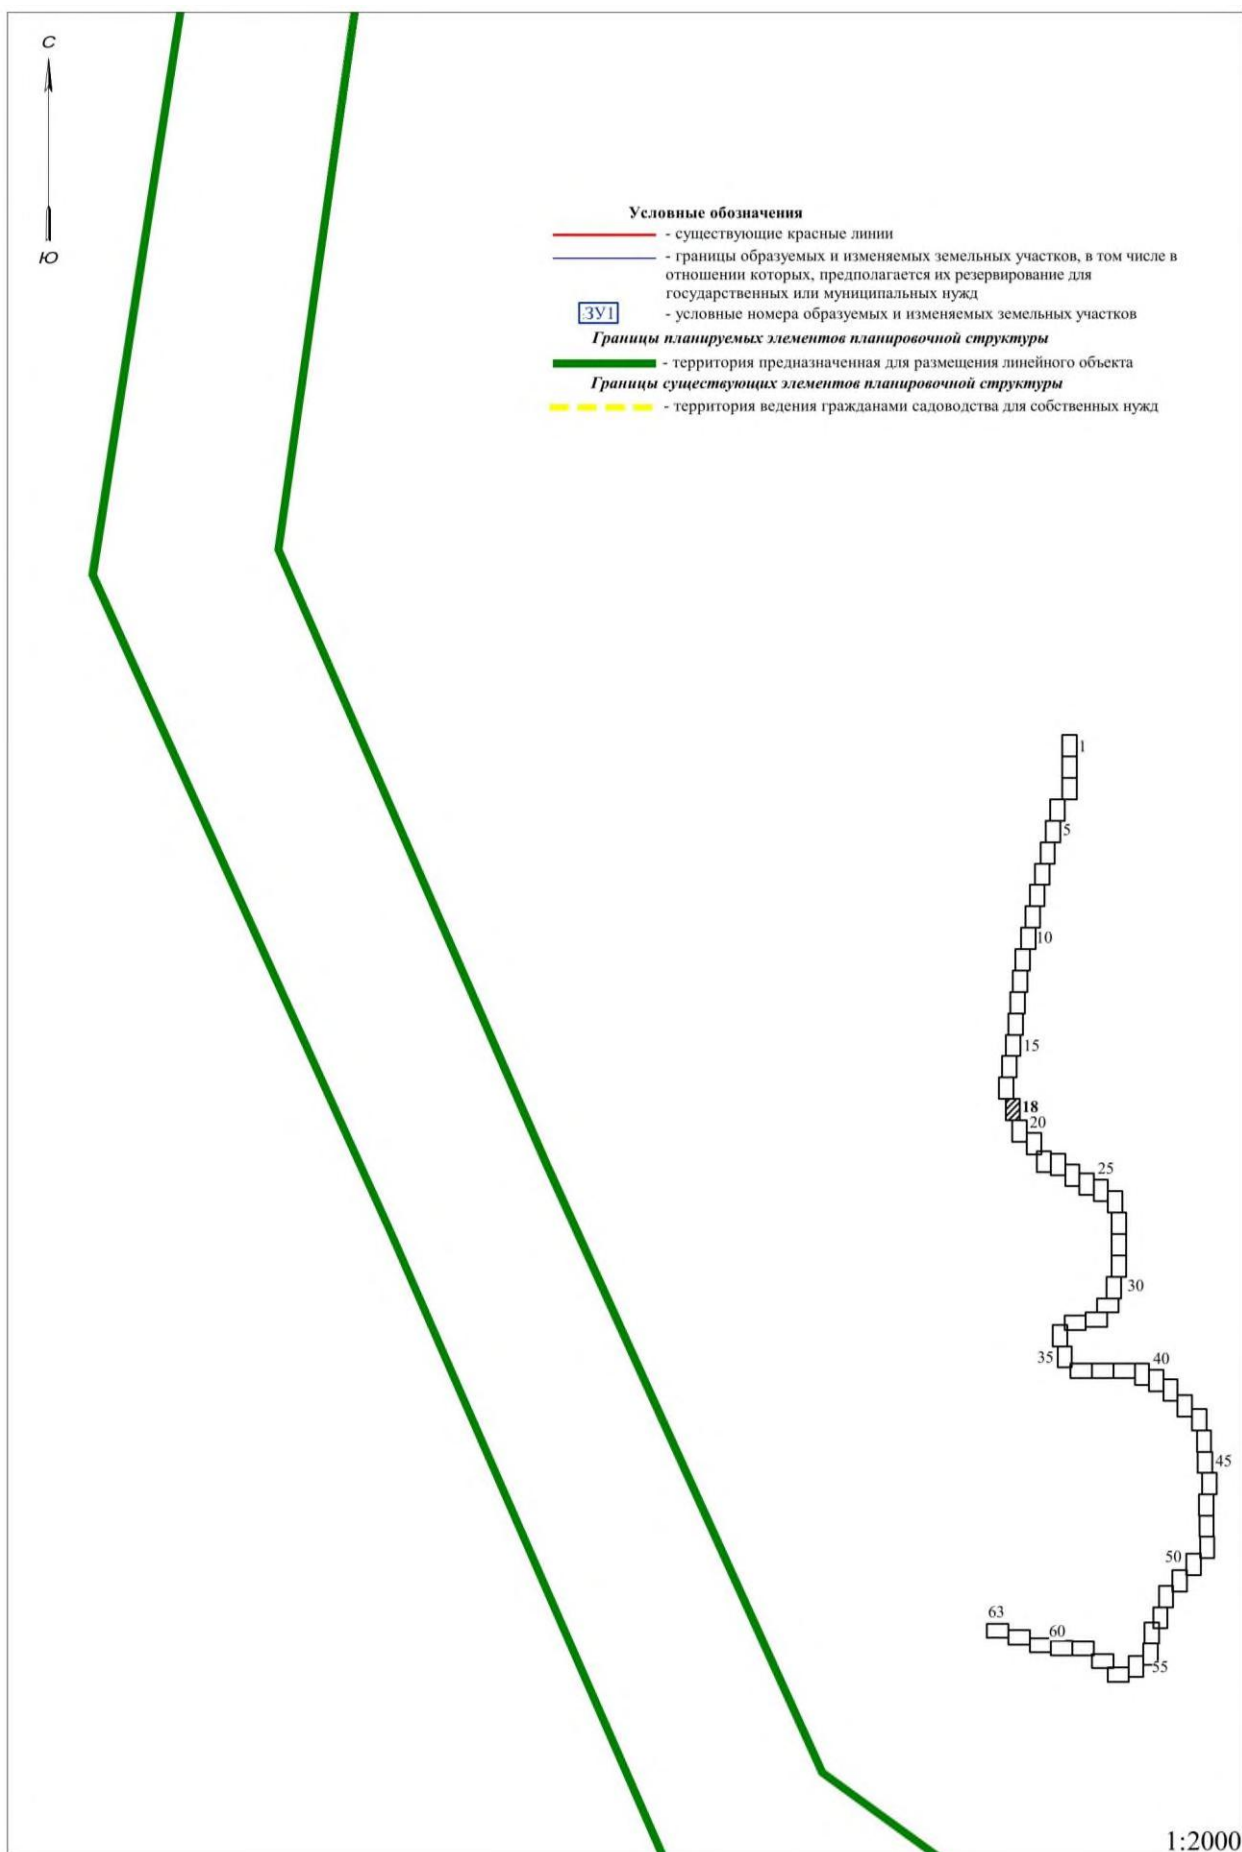 С
Ю
Условные обозначения
- существующие красные линии
- границы образуемых и изменяемых земельных участков, в том числе в
отношении которых, предполагается их резервирование для
государственных или муниципальных нужд
:ЗУ1
- условные номера образуемых и изменяемых земельных участков
Границы планируемых элементов планировочной структуры
- территория предназначенная для размещения линейного объекта
Границы существующих элементов планировочной структуры
- территория ведения гражданами садоводства для собственных нужд
1
5
10
15
18
20
25
30
35
40
45
50
63
60
55
1:2000